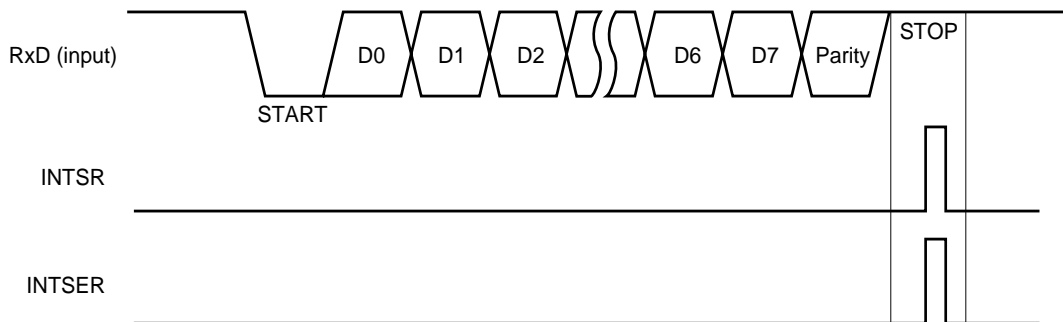 RxD (input)
D0
D1
D2
D6
D7
Parity
STOP
START
INTSR
INTSER